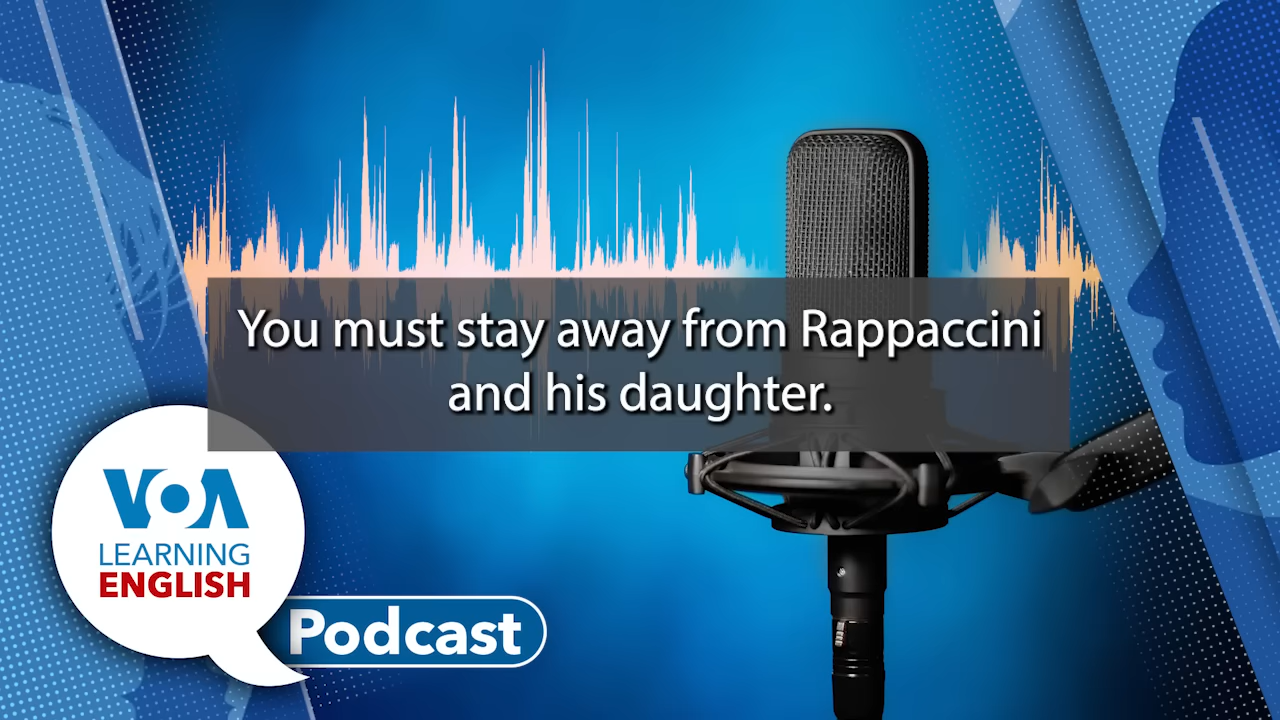 You must stay away from Rappaccini
and his daughter.
VOA
LEARNING
ENGLISH
Podcast